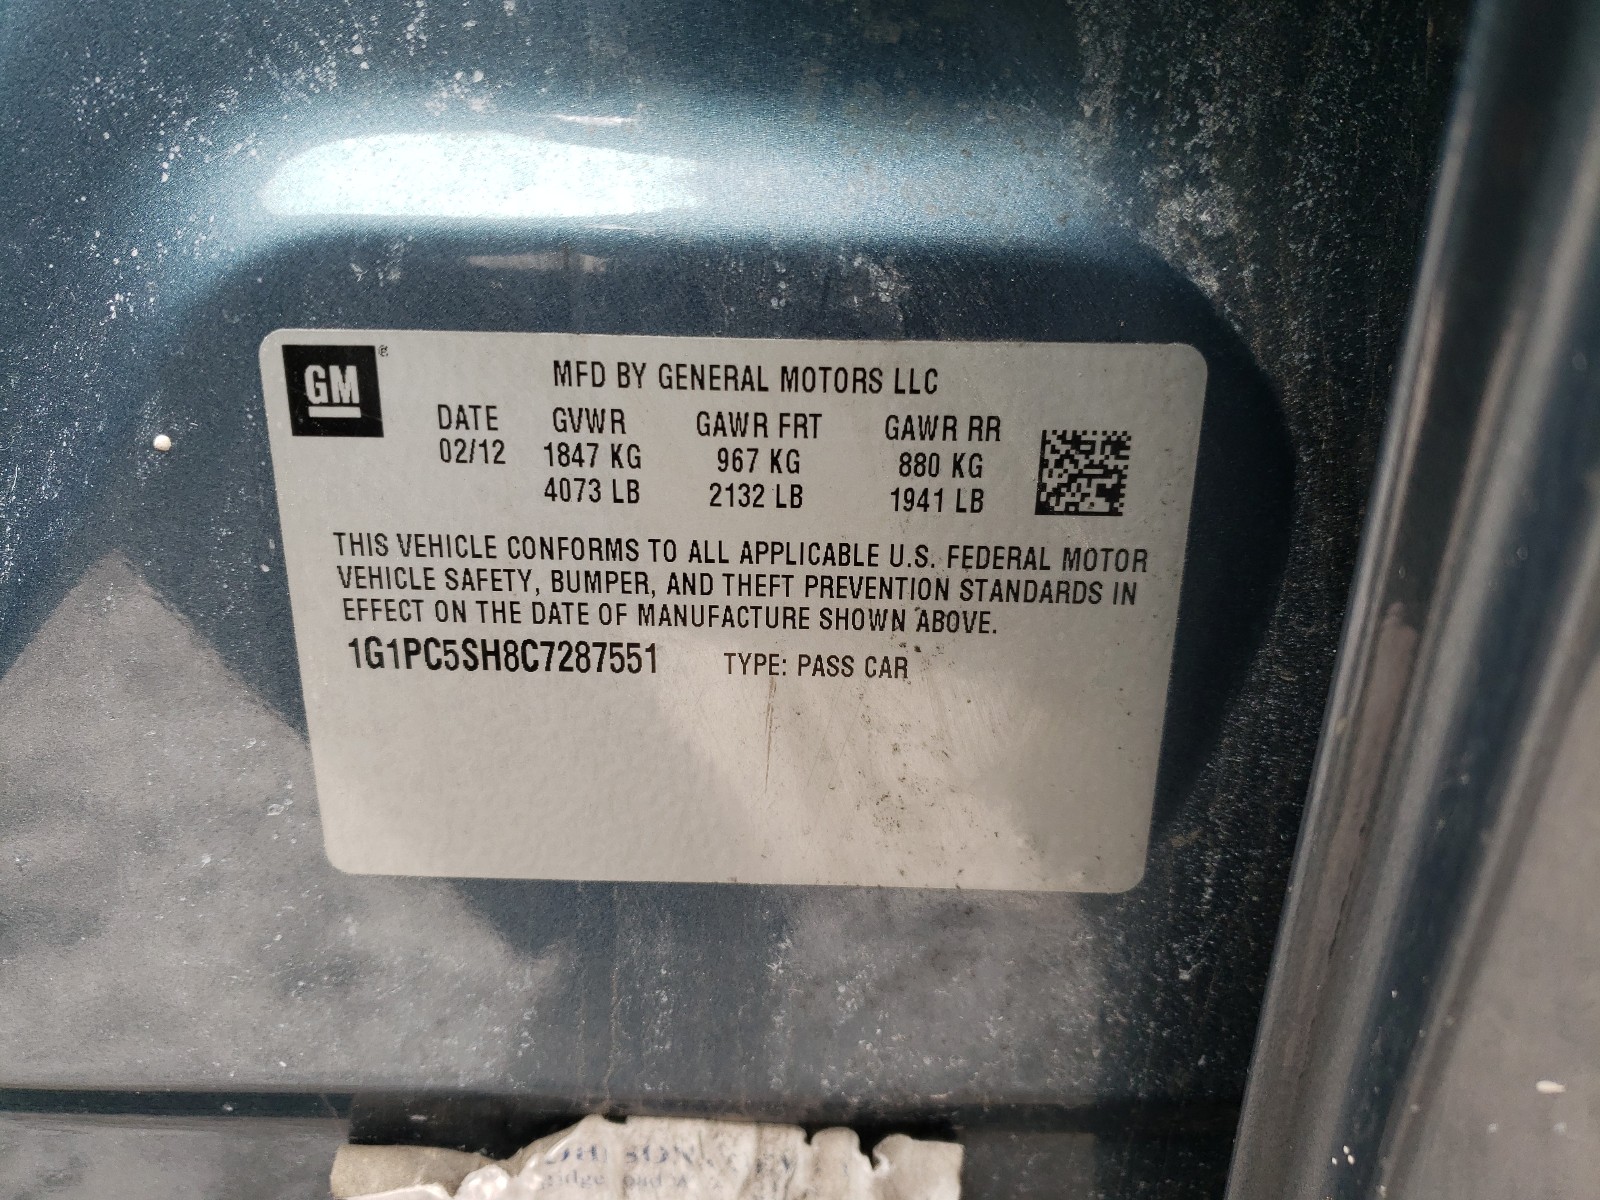 GM®
MFD BY GENERAL MOTORS LLC
DATE GVWR GAWR FRT GAWR RR
02/12 1847 KG 967 KG 880 KG
4073 LB 2132 LB 1941 LB
THIS VEHICLE CONFORMS TO ALL APPLICABLE U.S. FEDERAL MOTOR
VEHICLE SAFETY, BUMPER, AND THEFT PREVENTION STANDARDS IN
EFFECT ON THE DATE OF MANUFACTURE SHOWN ABOVE.
1G1PC5SH8C7287551 TYPE: PASS CAR